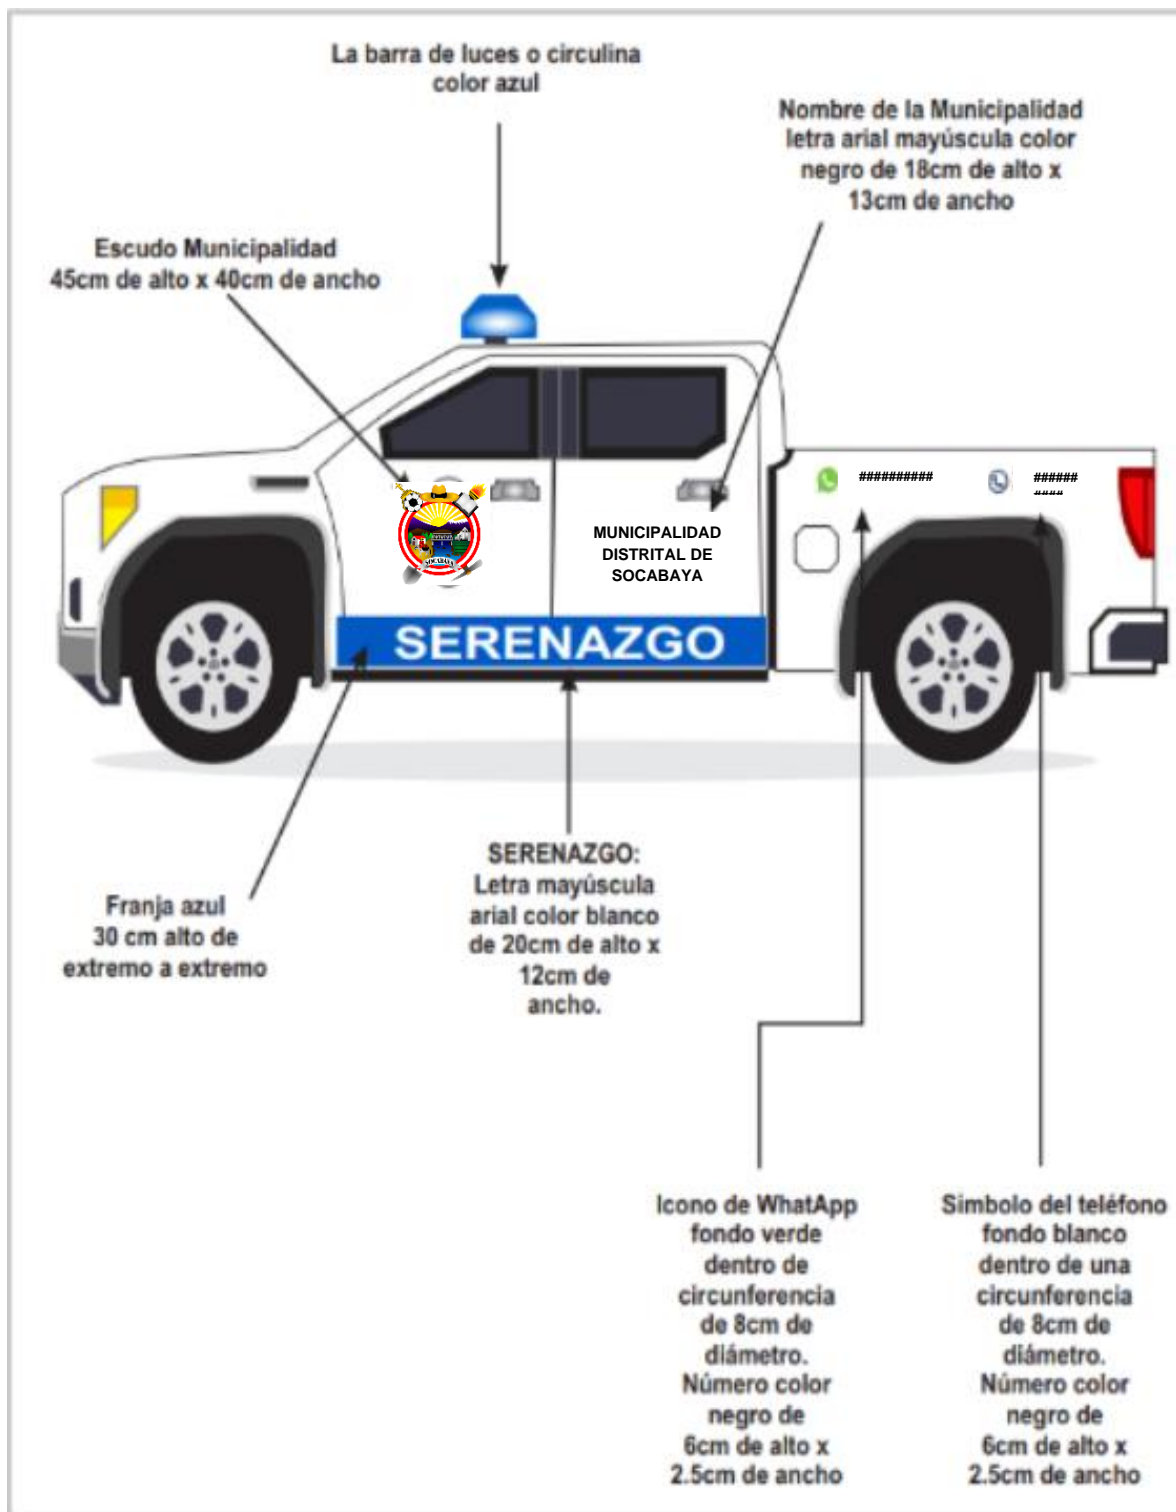 La barra de luces o circulina
color azul
Nombre de la Municipalidad
letra arial mayúscula color
negro de 18cm de alto x
13cm de ancho
Escudo Municipalidad
45cm de alto x 40cm de ancho
##########
######
####
MUNICIPALIDAD
DISTRITAL DE
SOCABAYA
SOCABAYA
SERENAZGO
SERENAZGO:
Letra mayúscula
arial color blanco
de 20cm de alto x
12cm de
ancho.
Franja azul
30 cm alto de
extremo a extremo
Icono de WhatApp
fondo verde
dentro de
circunferencia
de 8cm de
diámetro.
Número color
negro de
6cm de alto x
2.5cm de ancho
Simbolo del teléfono
fondo blanco
dentro de una
circunferencia
de 8cm de
diámetro.
Número color
negro de
6cm de alto x
2.5cm de ancho